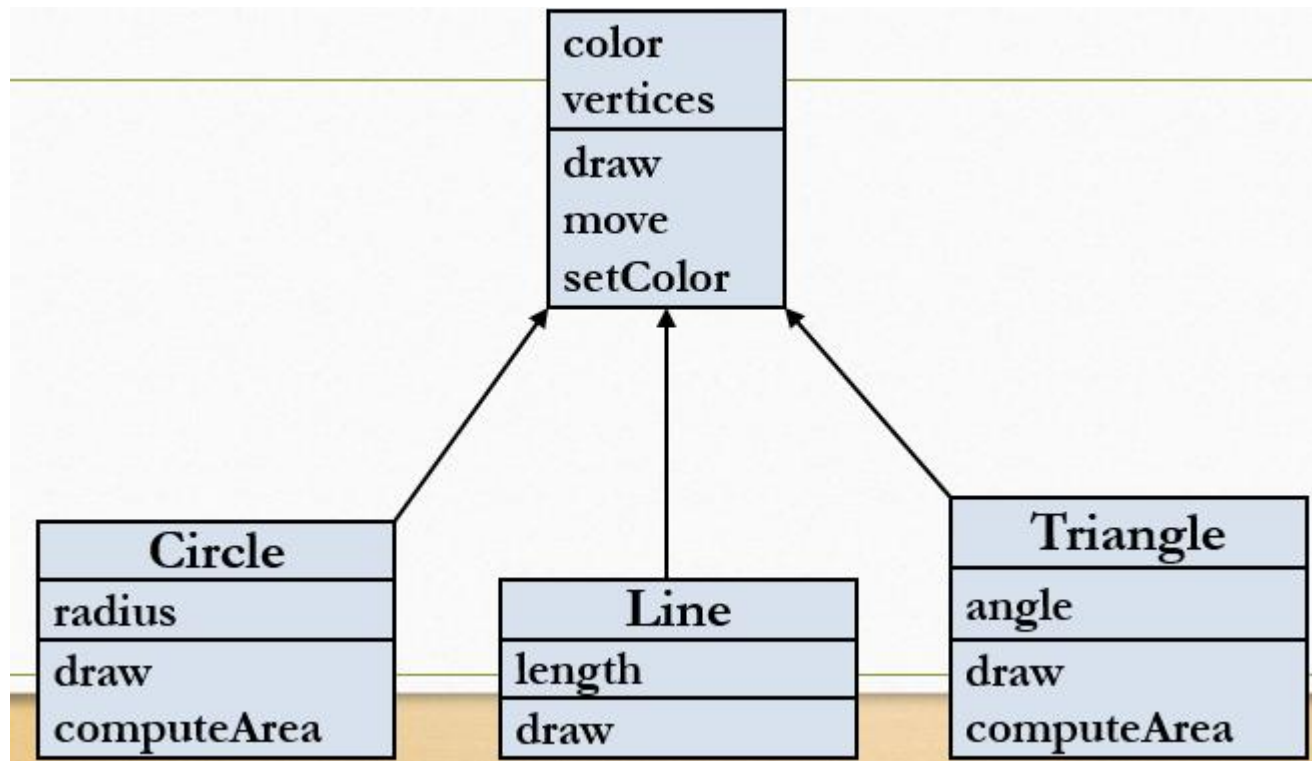 color
vertices
draw
move
setColor
Circle
radius
draw
computeArea
Line
length
draw
Triangle
angle
draw
computeArea